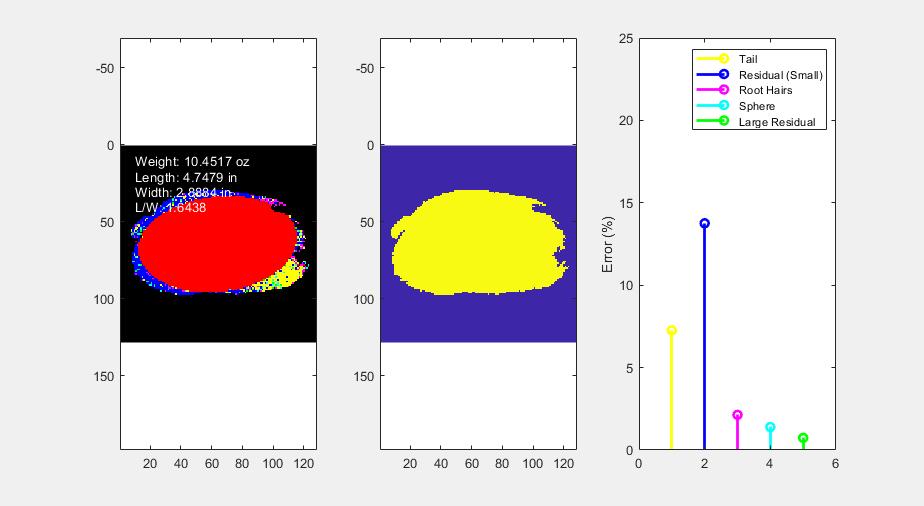 Weight: 10.4517 oz
Length: 4.7479 in
Width: 2.8884 in
L/W: 1.6438
-50
0
50
100
150
20 40 60 80 100 120
20 40 60 80 100 120
Error (%)
25
20
15
10
5
0
0 2 4 6
Tail
Residual (Small)
Root Hairs
Sphere
Large Residual
-50
0
50
100
150